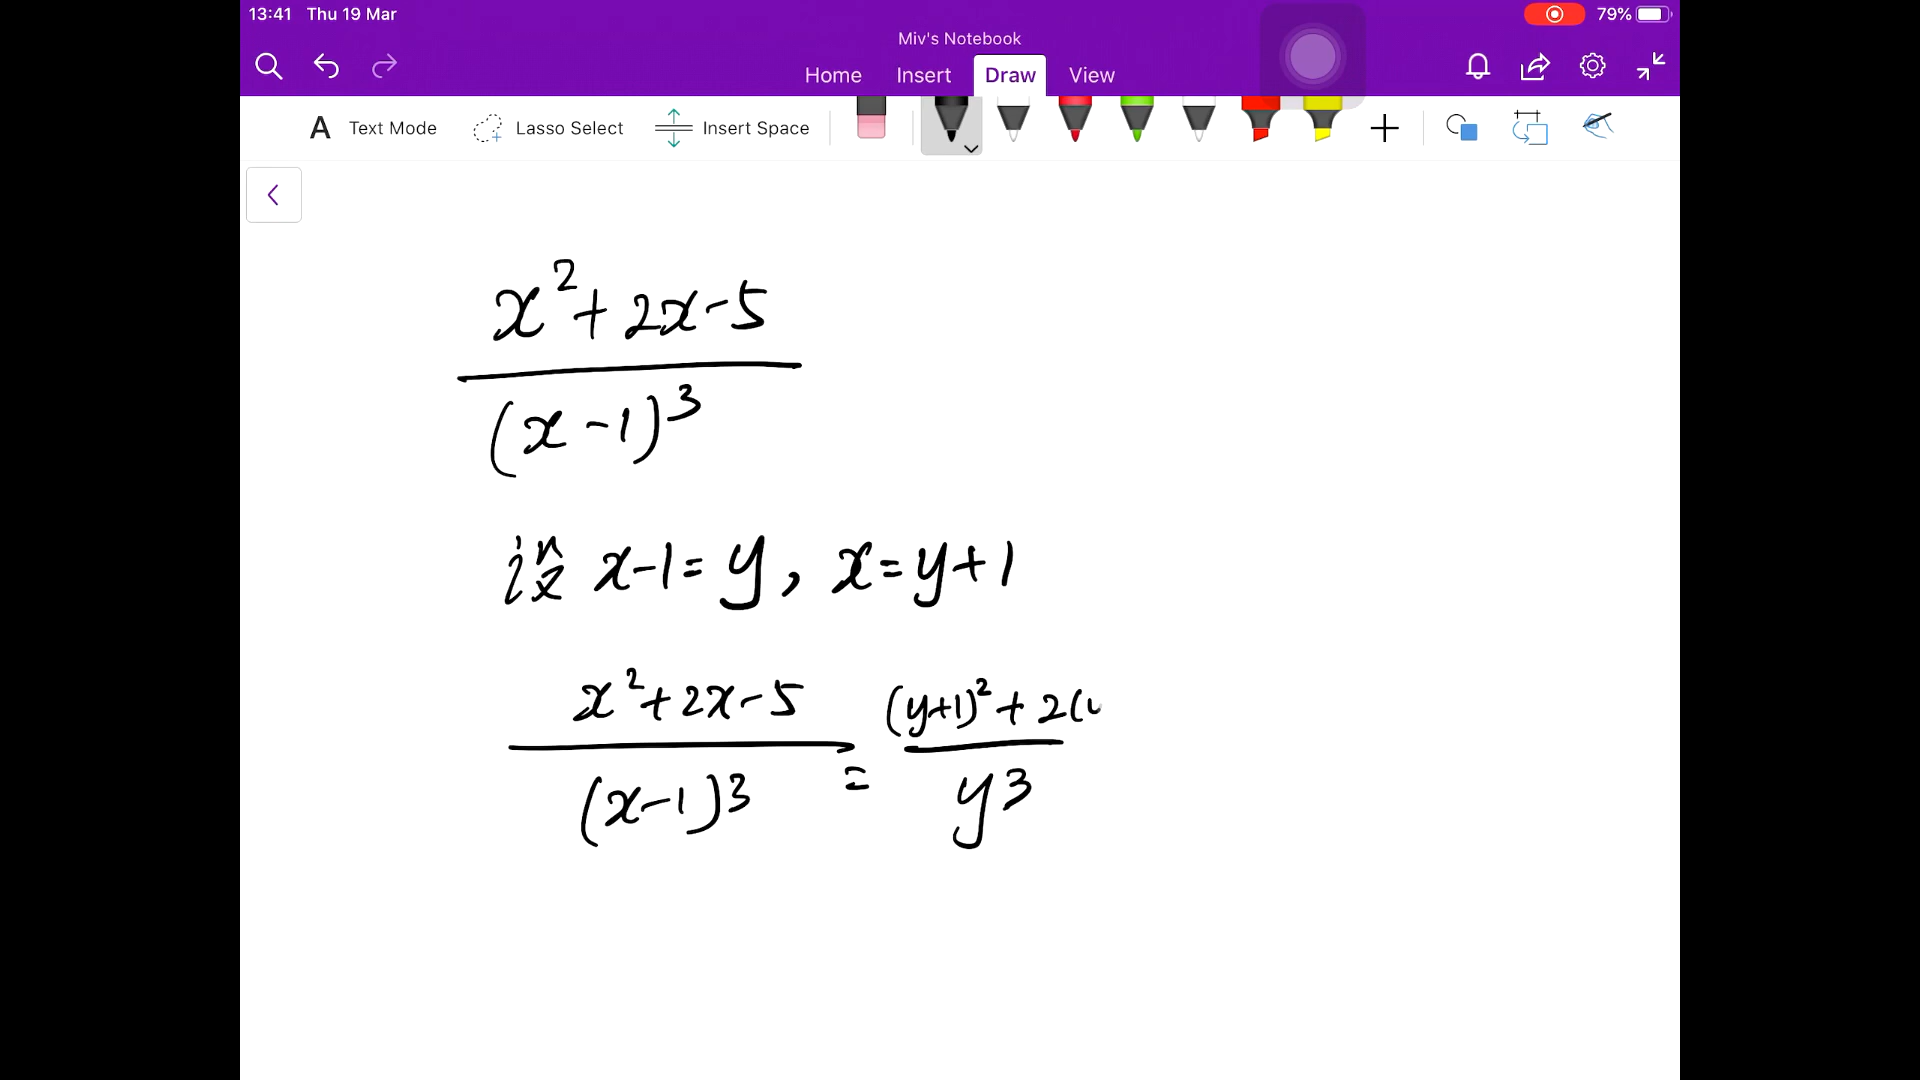 13:41 Thu 19 Mar
79%
Miv's Notebook
Home Insert Draw View
A Text Mode Lasso Select Insert Space
x² + 2x - 5
(x - 1)³
设 x - 1 = y, x = y + 1
x² + 2x - 5 = (y+1)² + 2(
(x - 1)³ y³